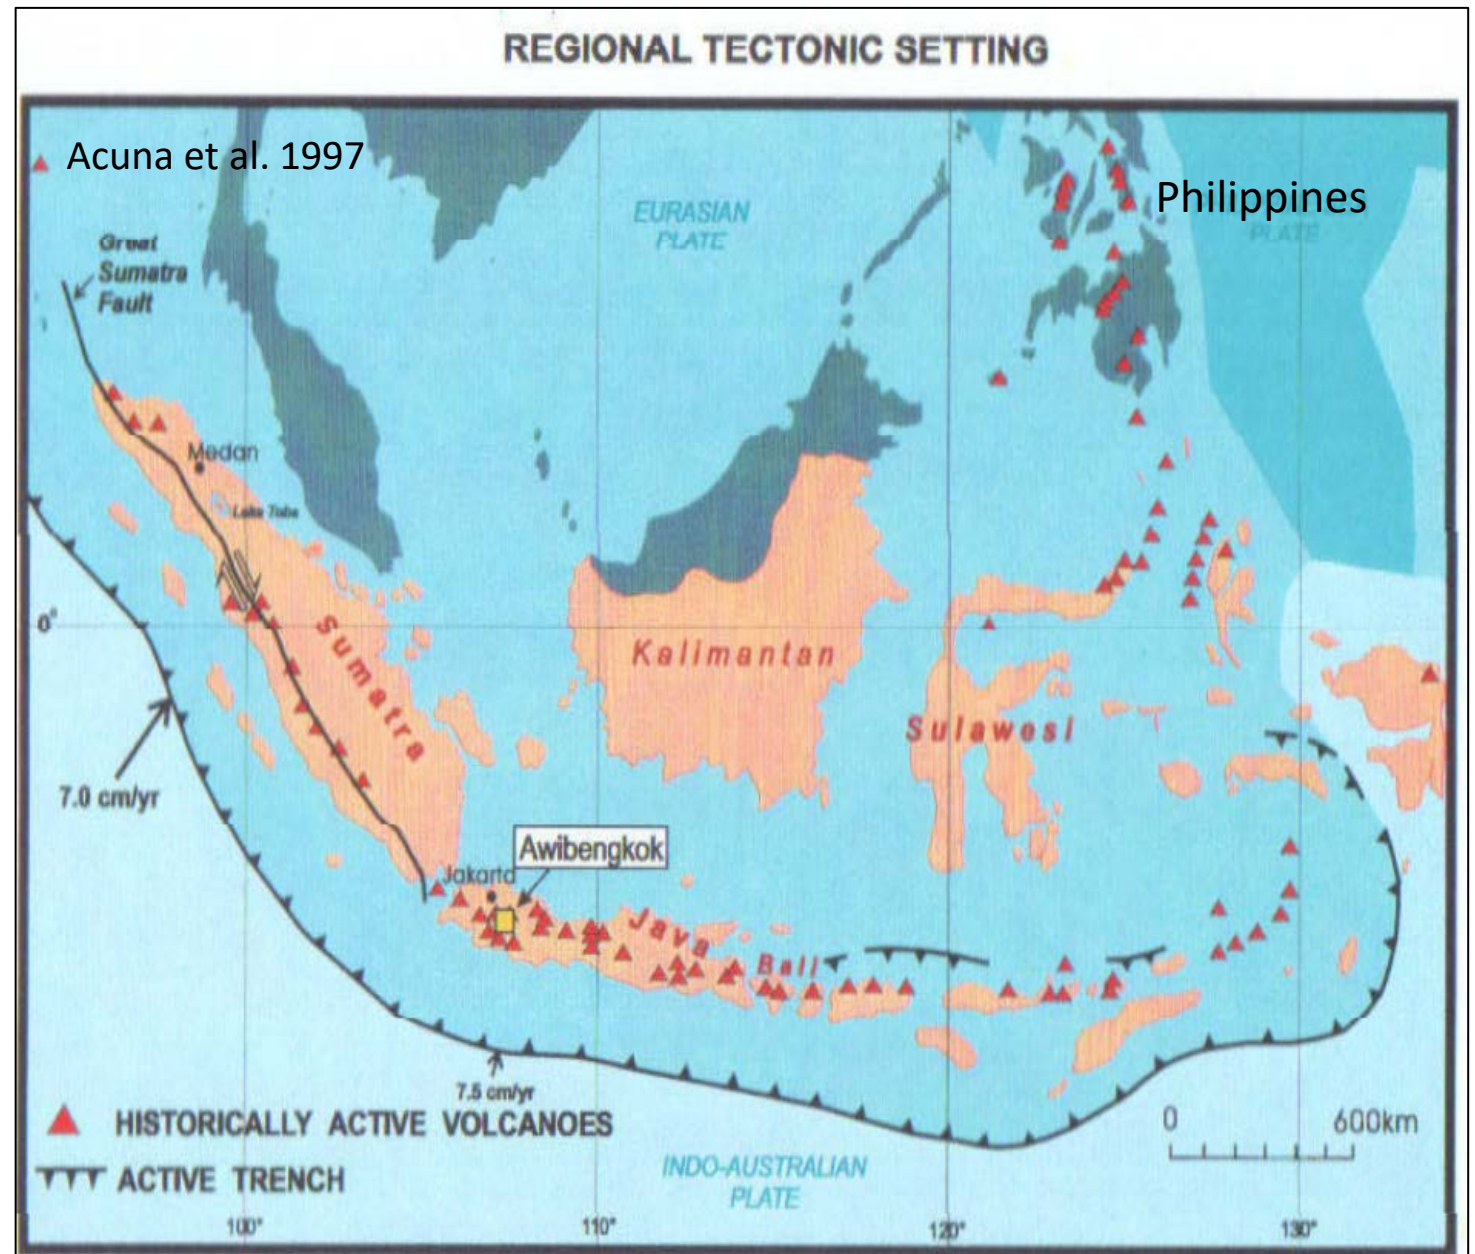 REGIONAL TECTONIC SETTING
Acuna et al. 1997
Philippines
EURASIAN
PLATE
PLATE
Great
Sumatra
Fault
Medan
Lake Toba
0°
Sumatra
Kalimantan
Sulawesi
7.0 cm/yr
Awibengkok
Jakarta
Java
Bali
7.5 cm/yr
HISTORICALLY ACTIVE VOLCANOES
ACTIVE TRENCH
0 600km
INDO-AUSTRALIAN
PLATE
100° 110° 120° 130°